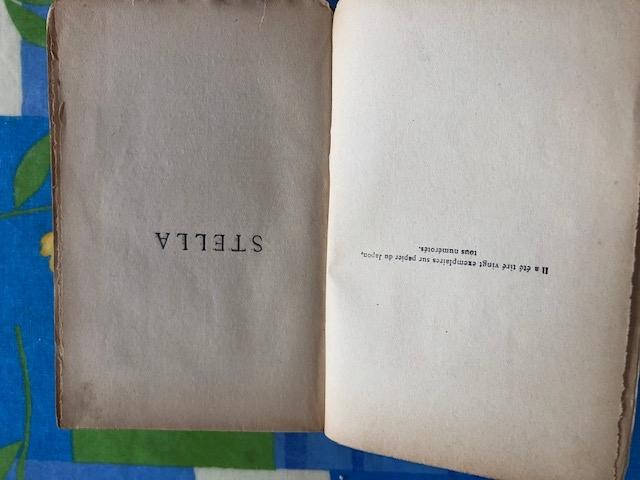 Il a été tiré vingt exemplaires sur papier du Japon,
tous numérotés.
STELLA